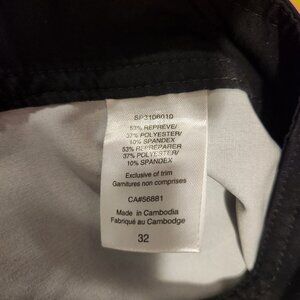 SP3106010
53% REPREVE/
37% POLYESTER/
10% SPANDEX
53% REPREPARER
37% POLYESTER/
10% SPANDEX
Exclusive of trim
Garnitures non comprises
CA#56881
Made in Cambodia
Fabriqué au Cambodge
32